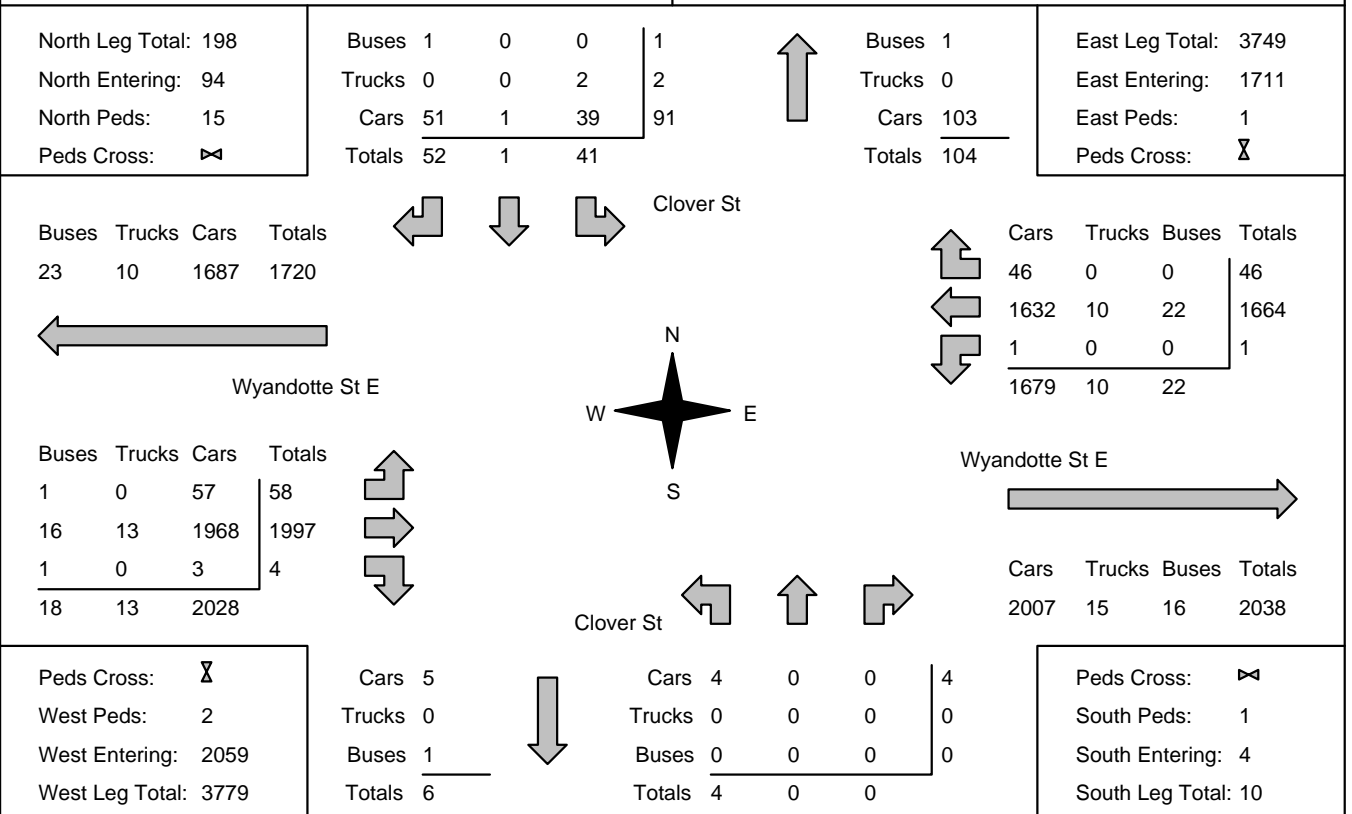 North Leg Total: 198
North Entering: 94
North Peds: 15
Peds Cross:
Buses 1 0 0 1
Trucks 0 0 2 2
Cars 51 1 39 91
Totals 52 1 41
Buses 1
Trucks 0
Cars 103
Totals 104
East Leg Total: 3749
East Entering: 1711
East Peds: 1
Peds Cross:
Clover St
Buses Trucks Cars Totals
23 10 1687 1720
Wyandotte St E
Cars Trucks Buses Totals
46 0 0 46
1632 10 22 1664
1 0 0 1
1679 10 22
N
W E
S
Buses Trucks Cars Totals
1 0 57 58
16 13 1968 1997
1 0 3 4
18 13 2028
Wyandotte St E
Cars Trucks Buses Totals
2007 15 16 2038
Clover St
Peds Cross:
West Peds: 2
West Entering: 2059
West Leg Total: 3779
Cars 5
Trucks 0
Buses 1
Totals 6
Cars 4 0 0 4
Trucks 0 0 0 0
Buses 0 0 0 0
Totals 4 0 0
Peds Cross:
South Peds: 1
South Entering: 4
South Leg Total: 10